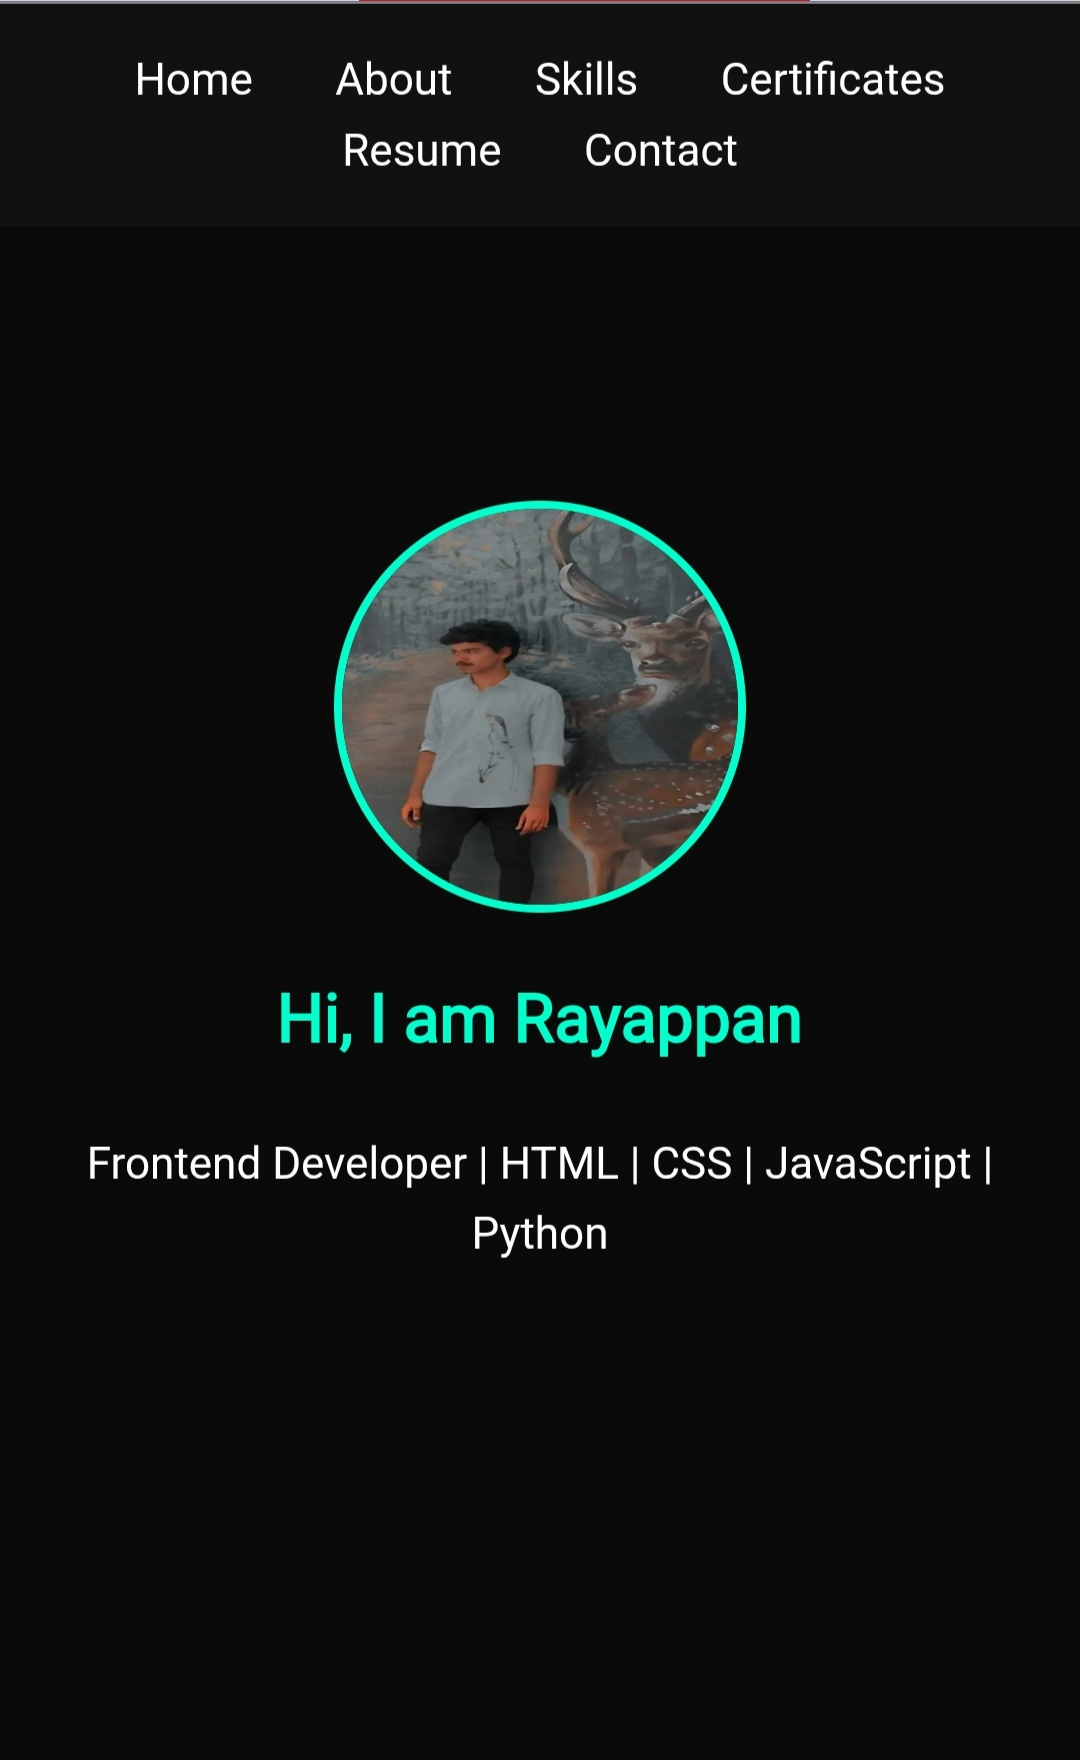 Home About Skills Certificates
Resume Contact
Hi, I am Rayappan
Frontend Developer | HTML | CSS | JavaScript |
Python